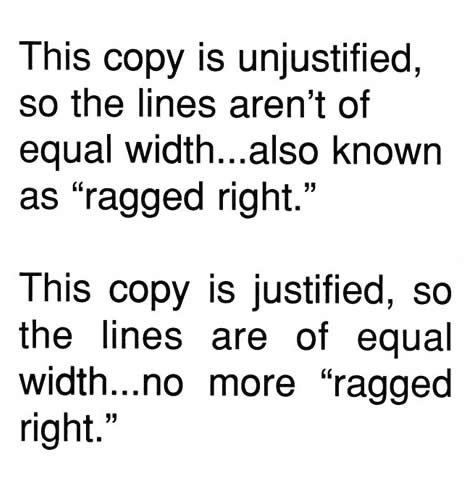 This copy is unjustified,
so the lines aren’t of
equal width...also known
as “ragged right.”
This copy is justified, so
the lines are of equal
width...no more “ragged
right.”